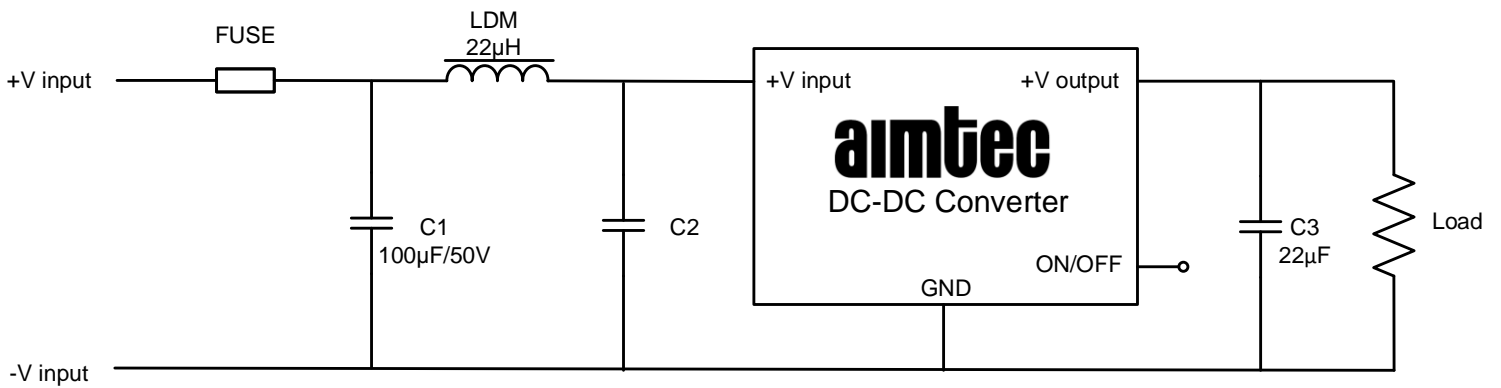 FUSE
LDM
22µH
+V input
+V input
+V output
aimtec
DC-DC Converter
C1
100µF/50V
C2
C3
22µF
Load
ON/OFF
GND
-V input